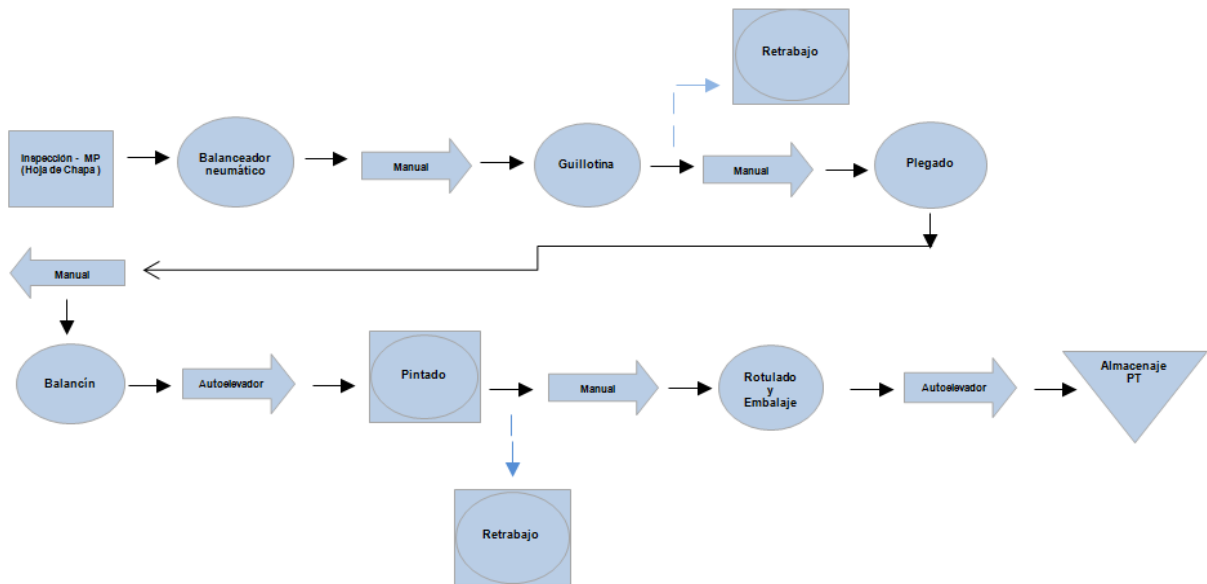 Retrabajo
Inspección - MP
(Hoja de Chapa )
Balanceador
neumático
Manual
Guillotina
Manual
Plegado
Manual
Balancín
Autoelevador
Pintado
Manual
Rotulado
y
Embalaje
Autoelevador
Almacenaje
PT
Retrabajo